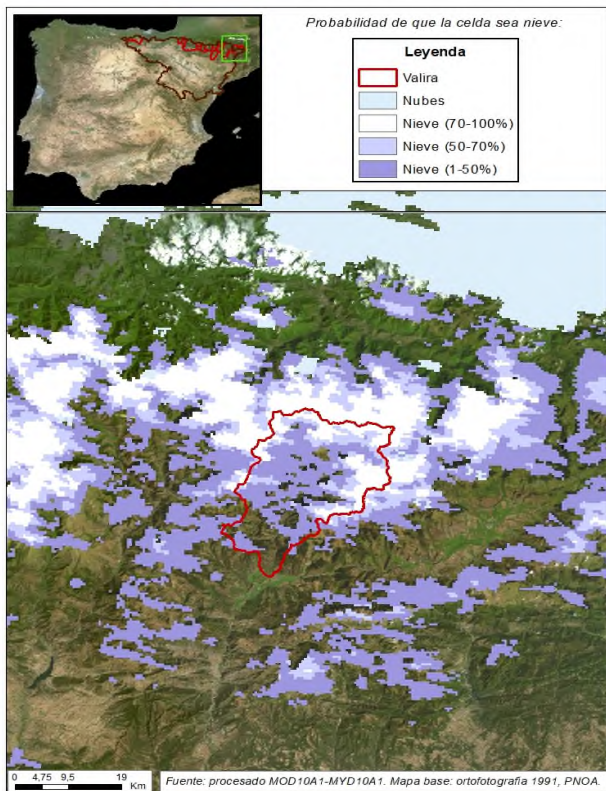 Probabilidad de que la celda sea nieve:
Leyenda
Valira
Nubes
Nieve (70-100%)
Nieve (50-70%)
Nieve (1-50%)
0 4,75 9,5 19
Km
Fuente: procesado MOD10A1-MYD10A1. Mapa base: ortofotografia 1991, PNOA.